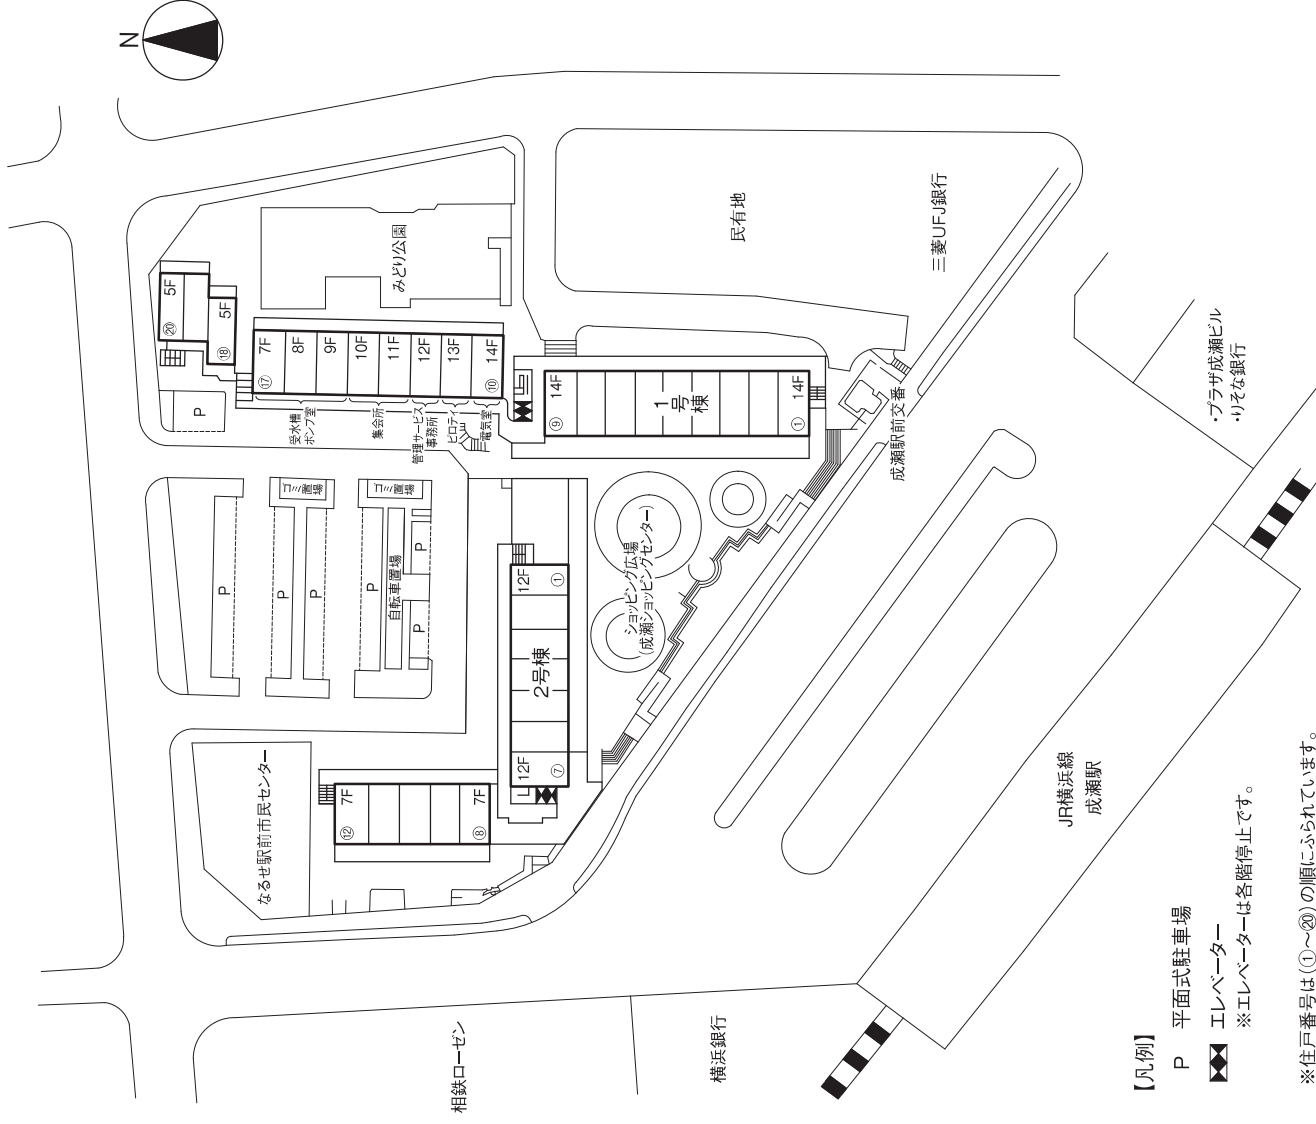 N
相鉄ローゼン
横浜銀行
なるせ駅前市民センター
⑫
7F
⑧
7F
12F
⑦
2号棟
12F
①
P
P
P
P
自転車置場
P
P
ゴミ置場
ゴミ置場
P
⑳
5F
⑱
5F
⑰
7F
8F
9F
10F
11F
12F
13F
⑩
14F
受水槽
ポンプ室
集会所
管理サービス
事務所
ピロティ
電気室
みどり公園
⑨
14F
1号棟
①
14F
ショッピング広場
(成瀬ショッピングセンター)
民有地
三菱UFJ銀行
成瀬駅前交番
JR横浜線
成瀬駅
・プラザ成瀬ビル
・りそな銀行
【凡例】
P 平面式駐車場
エレベーター
※エレベーターは各階停止です。
※住戸番号は(①～⑳)の順にふられています。